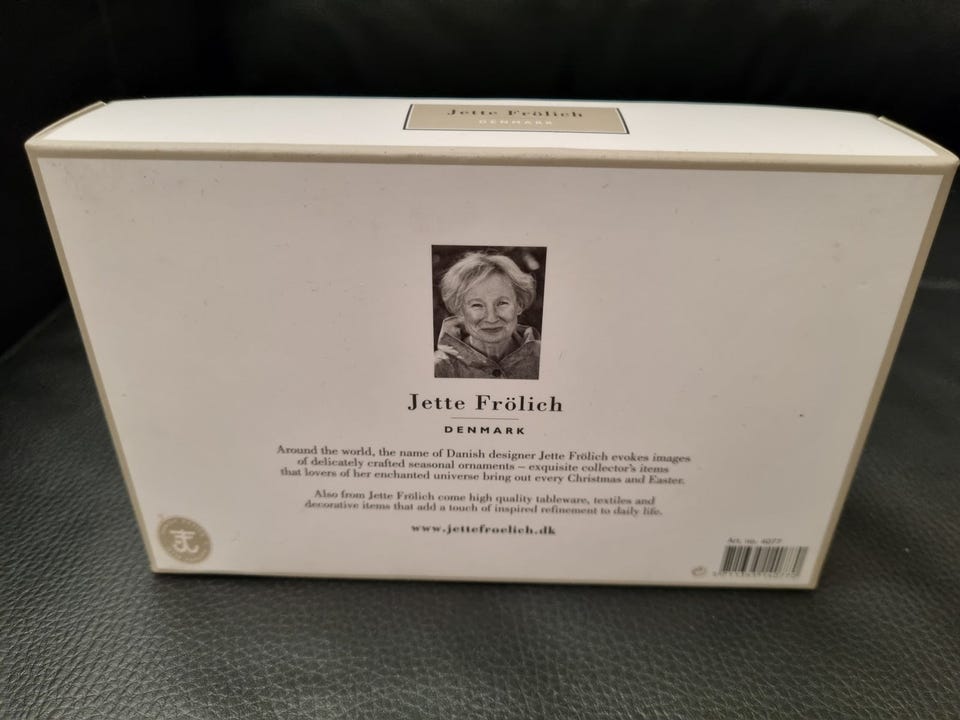 Jette Frölich
DENMARK
Jette Frölich
DENMARK
Around the world, the name of Danish designer Jette Frölich evokes images
of delicately crafted seasonal ornaments – exquisite collector's items
that lovers of her enchanted universe bring out every Christmas and Easter.
Also from Jette Frölich come high quality tableware, textiles and
decorative items that add a touch of inspired refinement to daily life.
www.jettefroelich.dk
Art. no. 4077